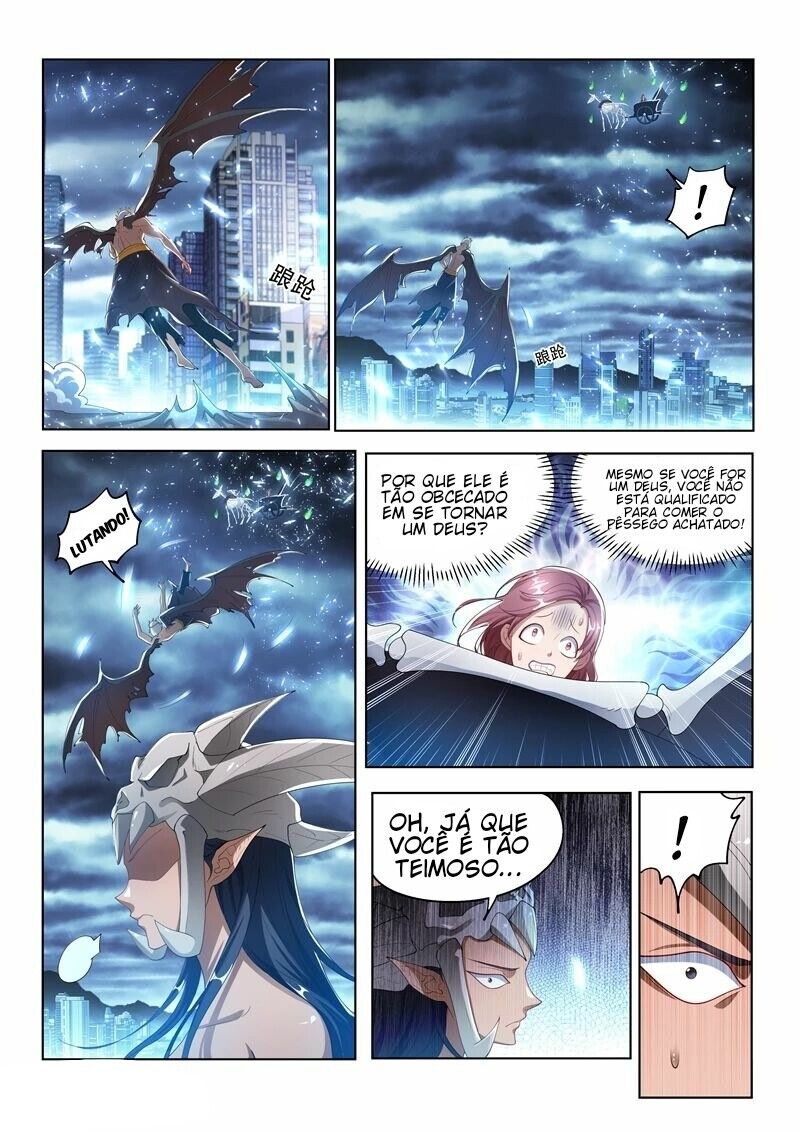 踉跄
!
踉跄
LUTANDO!
POR QUE ELE É
TÃO OBCECADO
EM SE TORNAR
UM DEUS?
MESMO SE VOCÊ FOR
UM DEUS, VOCÊ NÃO
ESTÁ QUALIFICADO
PARA COMER O
PÊSSEGO ACHATADO!
OH, JÁ QUE
VOCÊ É TÃO
TEIMOSO...
!